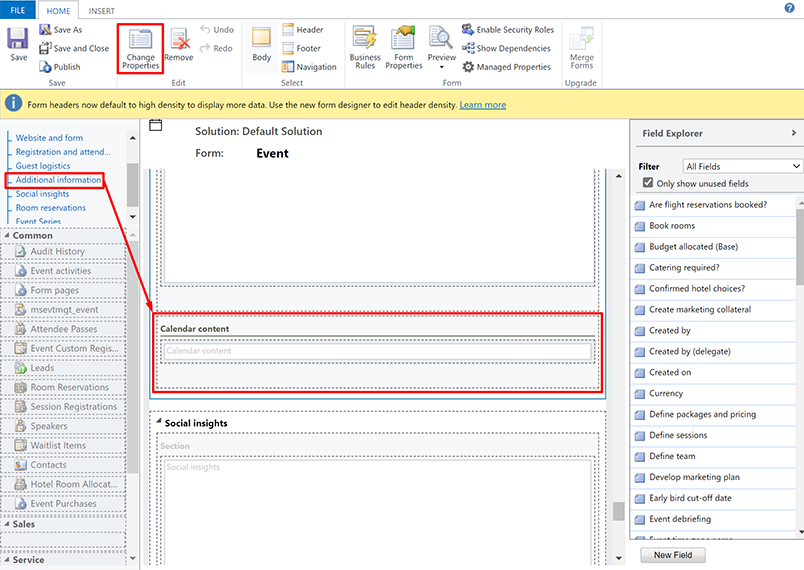 FILE
HOME
INSERT
Save
Save As
Save and Close
Publish
Save
Change
Properties
Remove
Undo
Redo
Edit
Body
Header
Footer
Navigation
Select
Business
Rules
Form
Properties
Preview
Enable Security Roles
Show Dependencies
Managed Properties
Form
Merge
Forms
Upgrade
Form headers now default to high density to display more data. Use the new form designer to edit header density. Learn more
Website and form
Registration and attend...
Guest logistics
Additional information
Social insights
Room reservations
Event Series
Common
Audit History
Event activities
Form pages
msevtmgt_event
Attendee Passes
Event Custom Regis...
Leads
Room Reservations
Session Registrations
Speakers
Waitlist Items
Contacts
Hotel Room Allocat...
Event Purchases
Sales
Service
Solution: Default Solution
Form: Event
Calendar content
Calendar content
Social insights
Section
Social insights
Field Explorer
Filter
All Fields
Only show unused fields
Are flight reservations booked?
Book rooms
Budget allocated (Base)
Catering required?
Confirmed hotel choices?
Create marketing collateral
Created by
Created by (delegate)
Created on
Currency
Define packages and pricing
Define sessions
Define team
Develop marketing plan
Early bird cut-off date
Event debriefing
Event time zone name
New Field